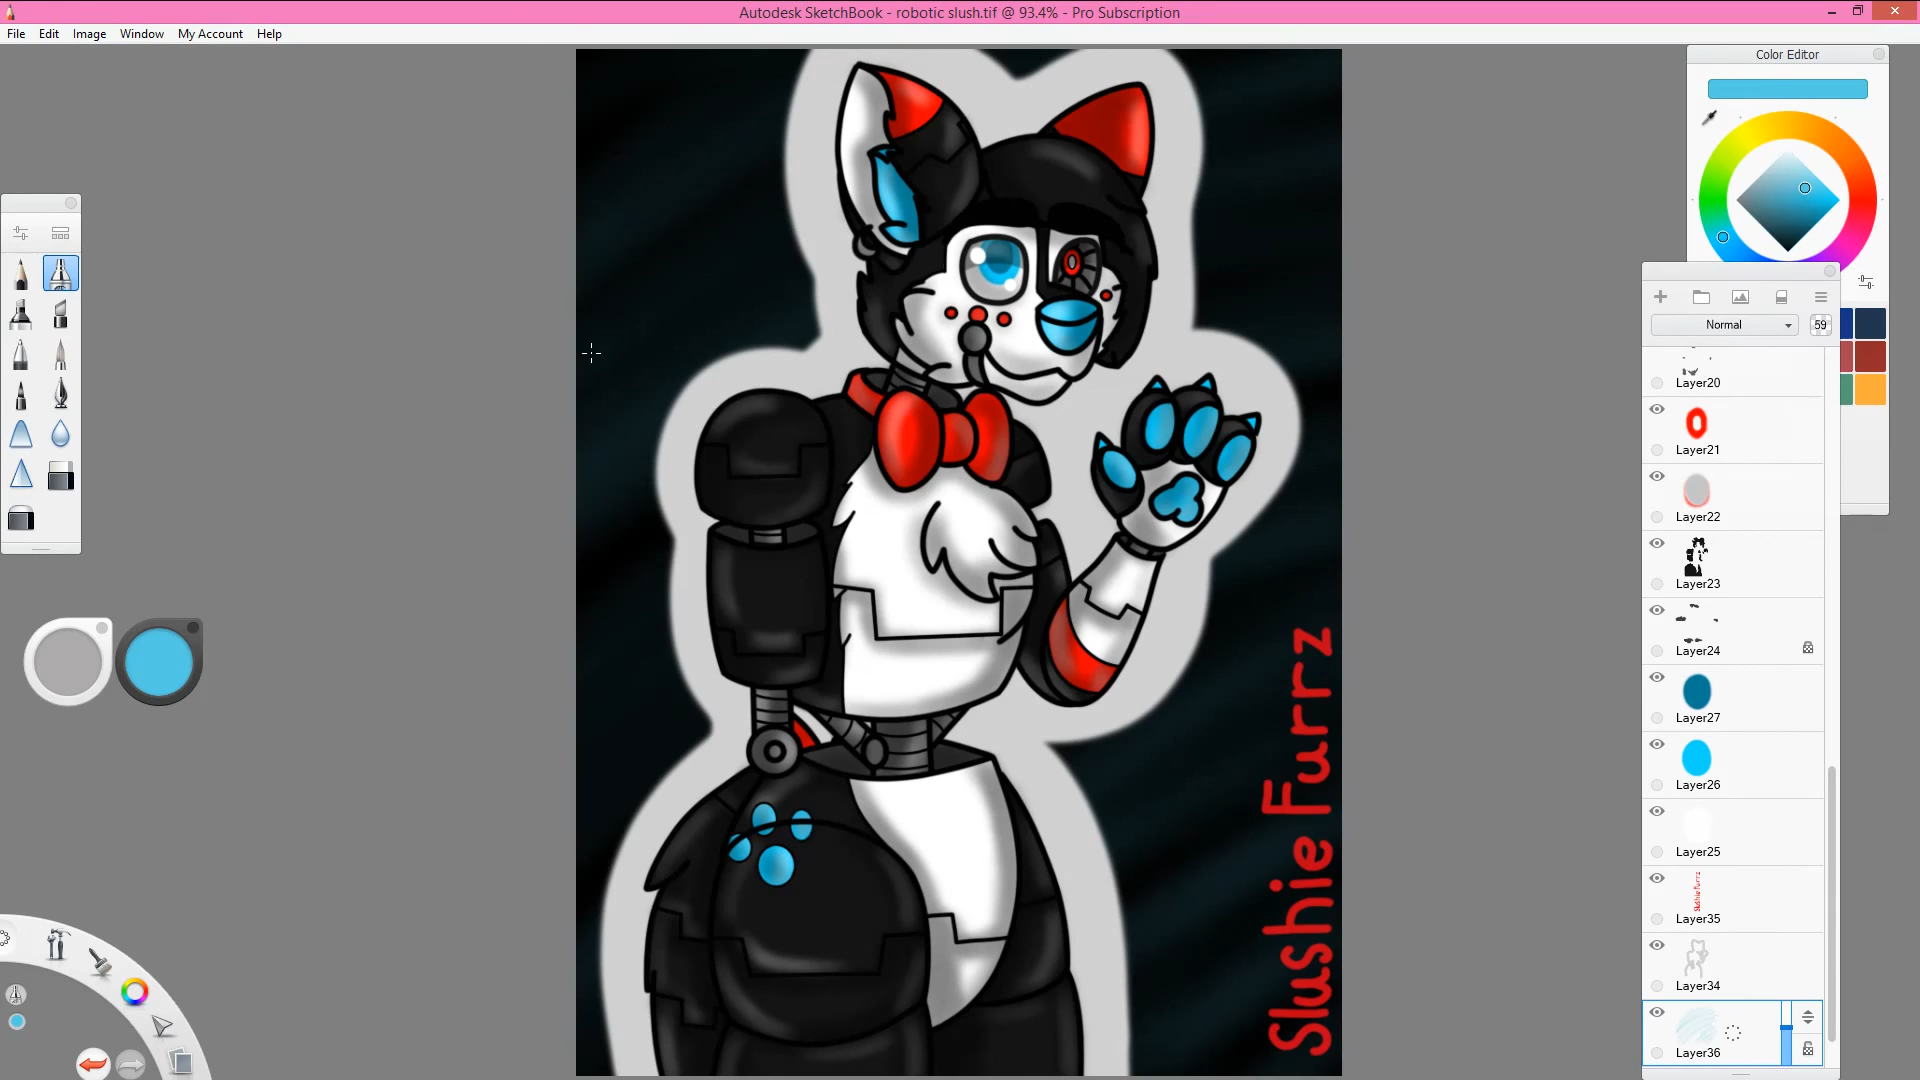 Autodesk SketchBook - robotic slush.tif @ 93.4% - Pro Subscription
File Edit Image Window My Account Help
Color Editor
Normal 59
Layer20
Layer21
Layer22
Layer23
Layer24
Layer27
Layer26
Layer25
Layer35
Layer34
Layer36
Slushie Furrz